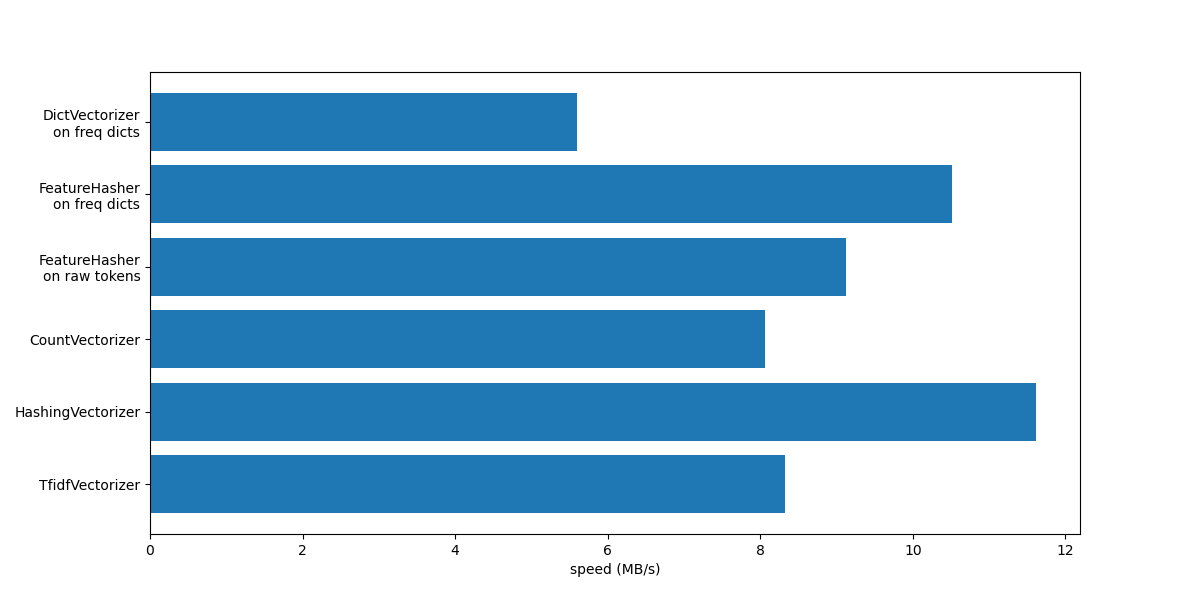 DictVectorizer
on freq dicts
FeatureHasher
on freq dicts
FeatureHasher
on raw tokens
CountVectorizer
HashingVectorizer
TfidfVectorizer
0 2 4 6 8 10 12
speed (MB/s)